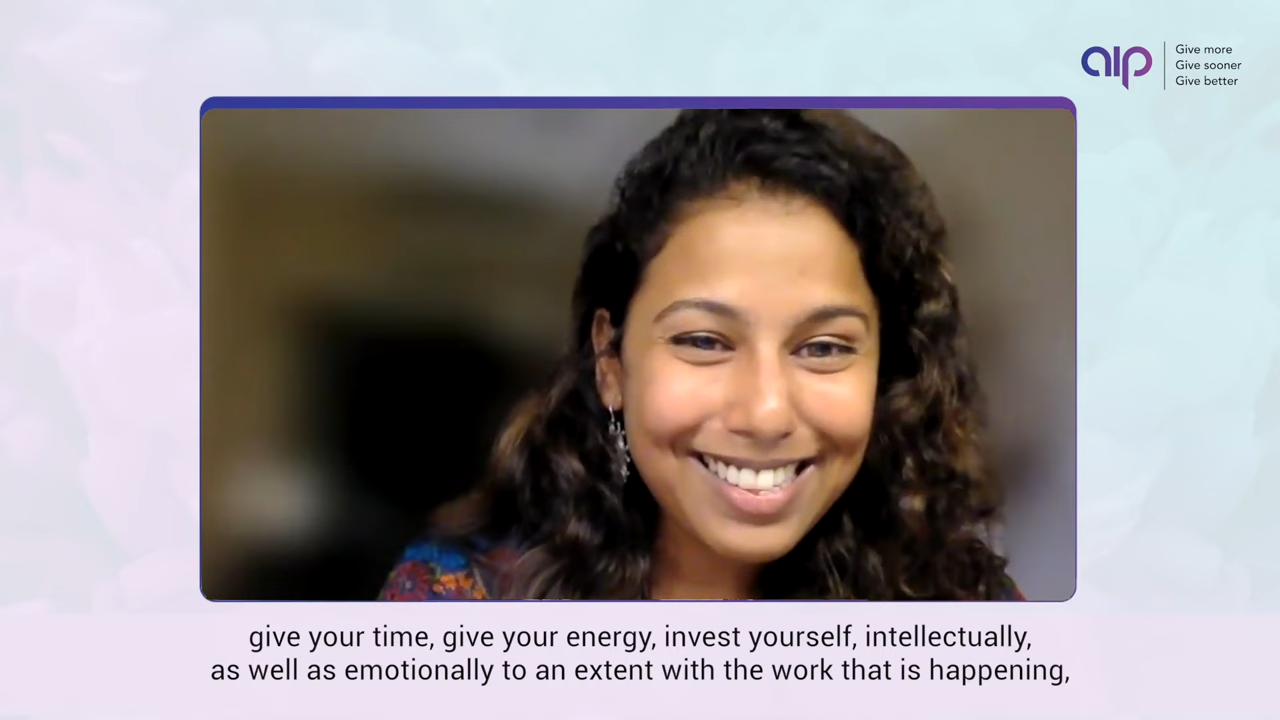 aip
Give more
Give sooner
Give better
give your time, give your energy, invest yourself, intellectually,
as well as emotionally to an extent with the work that is happening,